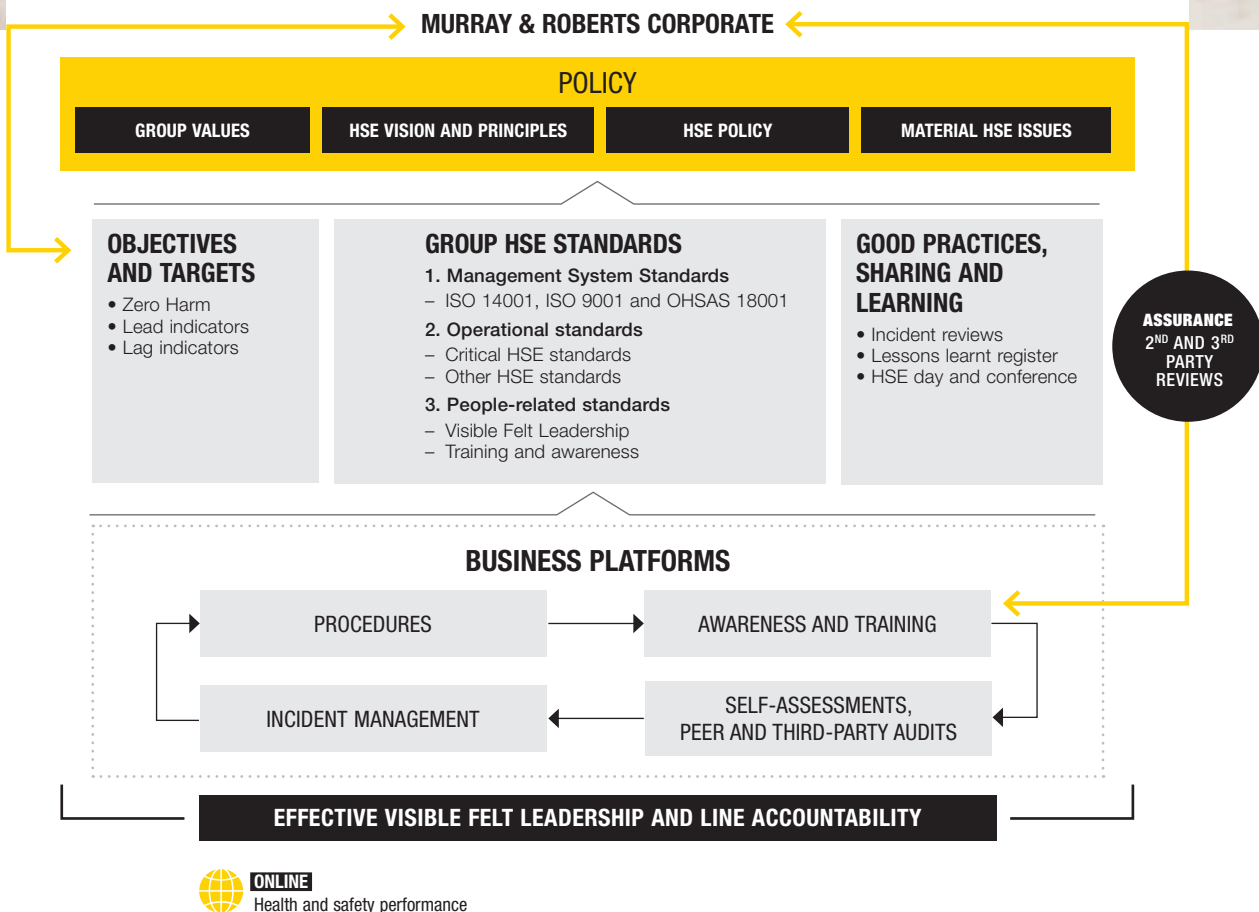 MURRAY & ROBERTS CORPORATE
POLICY
GROUP VALUES
HSE VISION AND PRINCIPLES
HSE POLICY
MATERIAL HSE ISSUES
OBJECTIVES
AND TARGETS
• Zero Harm
• Lead indicators
• Lag indicators
GROUP HSE STANDARDS
1. Management System Standards
– ISO 14001, ISO 9001 and OHSAS 18001
2. Operational standards
– Critical HSE standards
– Other HSE standards
3. People-related standards
– Visible Felt Leadership
– Training and awareness
GOOD PRACTICES,
SHARING AND
LEARNING
• Incident reviews
• Lessons learnt register
• HSE day and conference
ASSURANCE
2ND AND 3RD
PARTY
REVIEWS
BUSINESS PLATFORMS
PROCEDURES
AWARENESS AND TRAINING
INCIDENT MANAGEMENT
SELF-ASSESSMENTS,
PEER AND THIRD-PARTY AUDITS
EFFECTIVE VISIBLE FELT LEADERSHIP AND LINE ACCOUNTABILITY
ONLINE
Health and safety performance